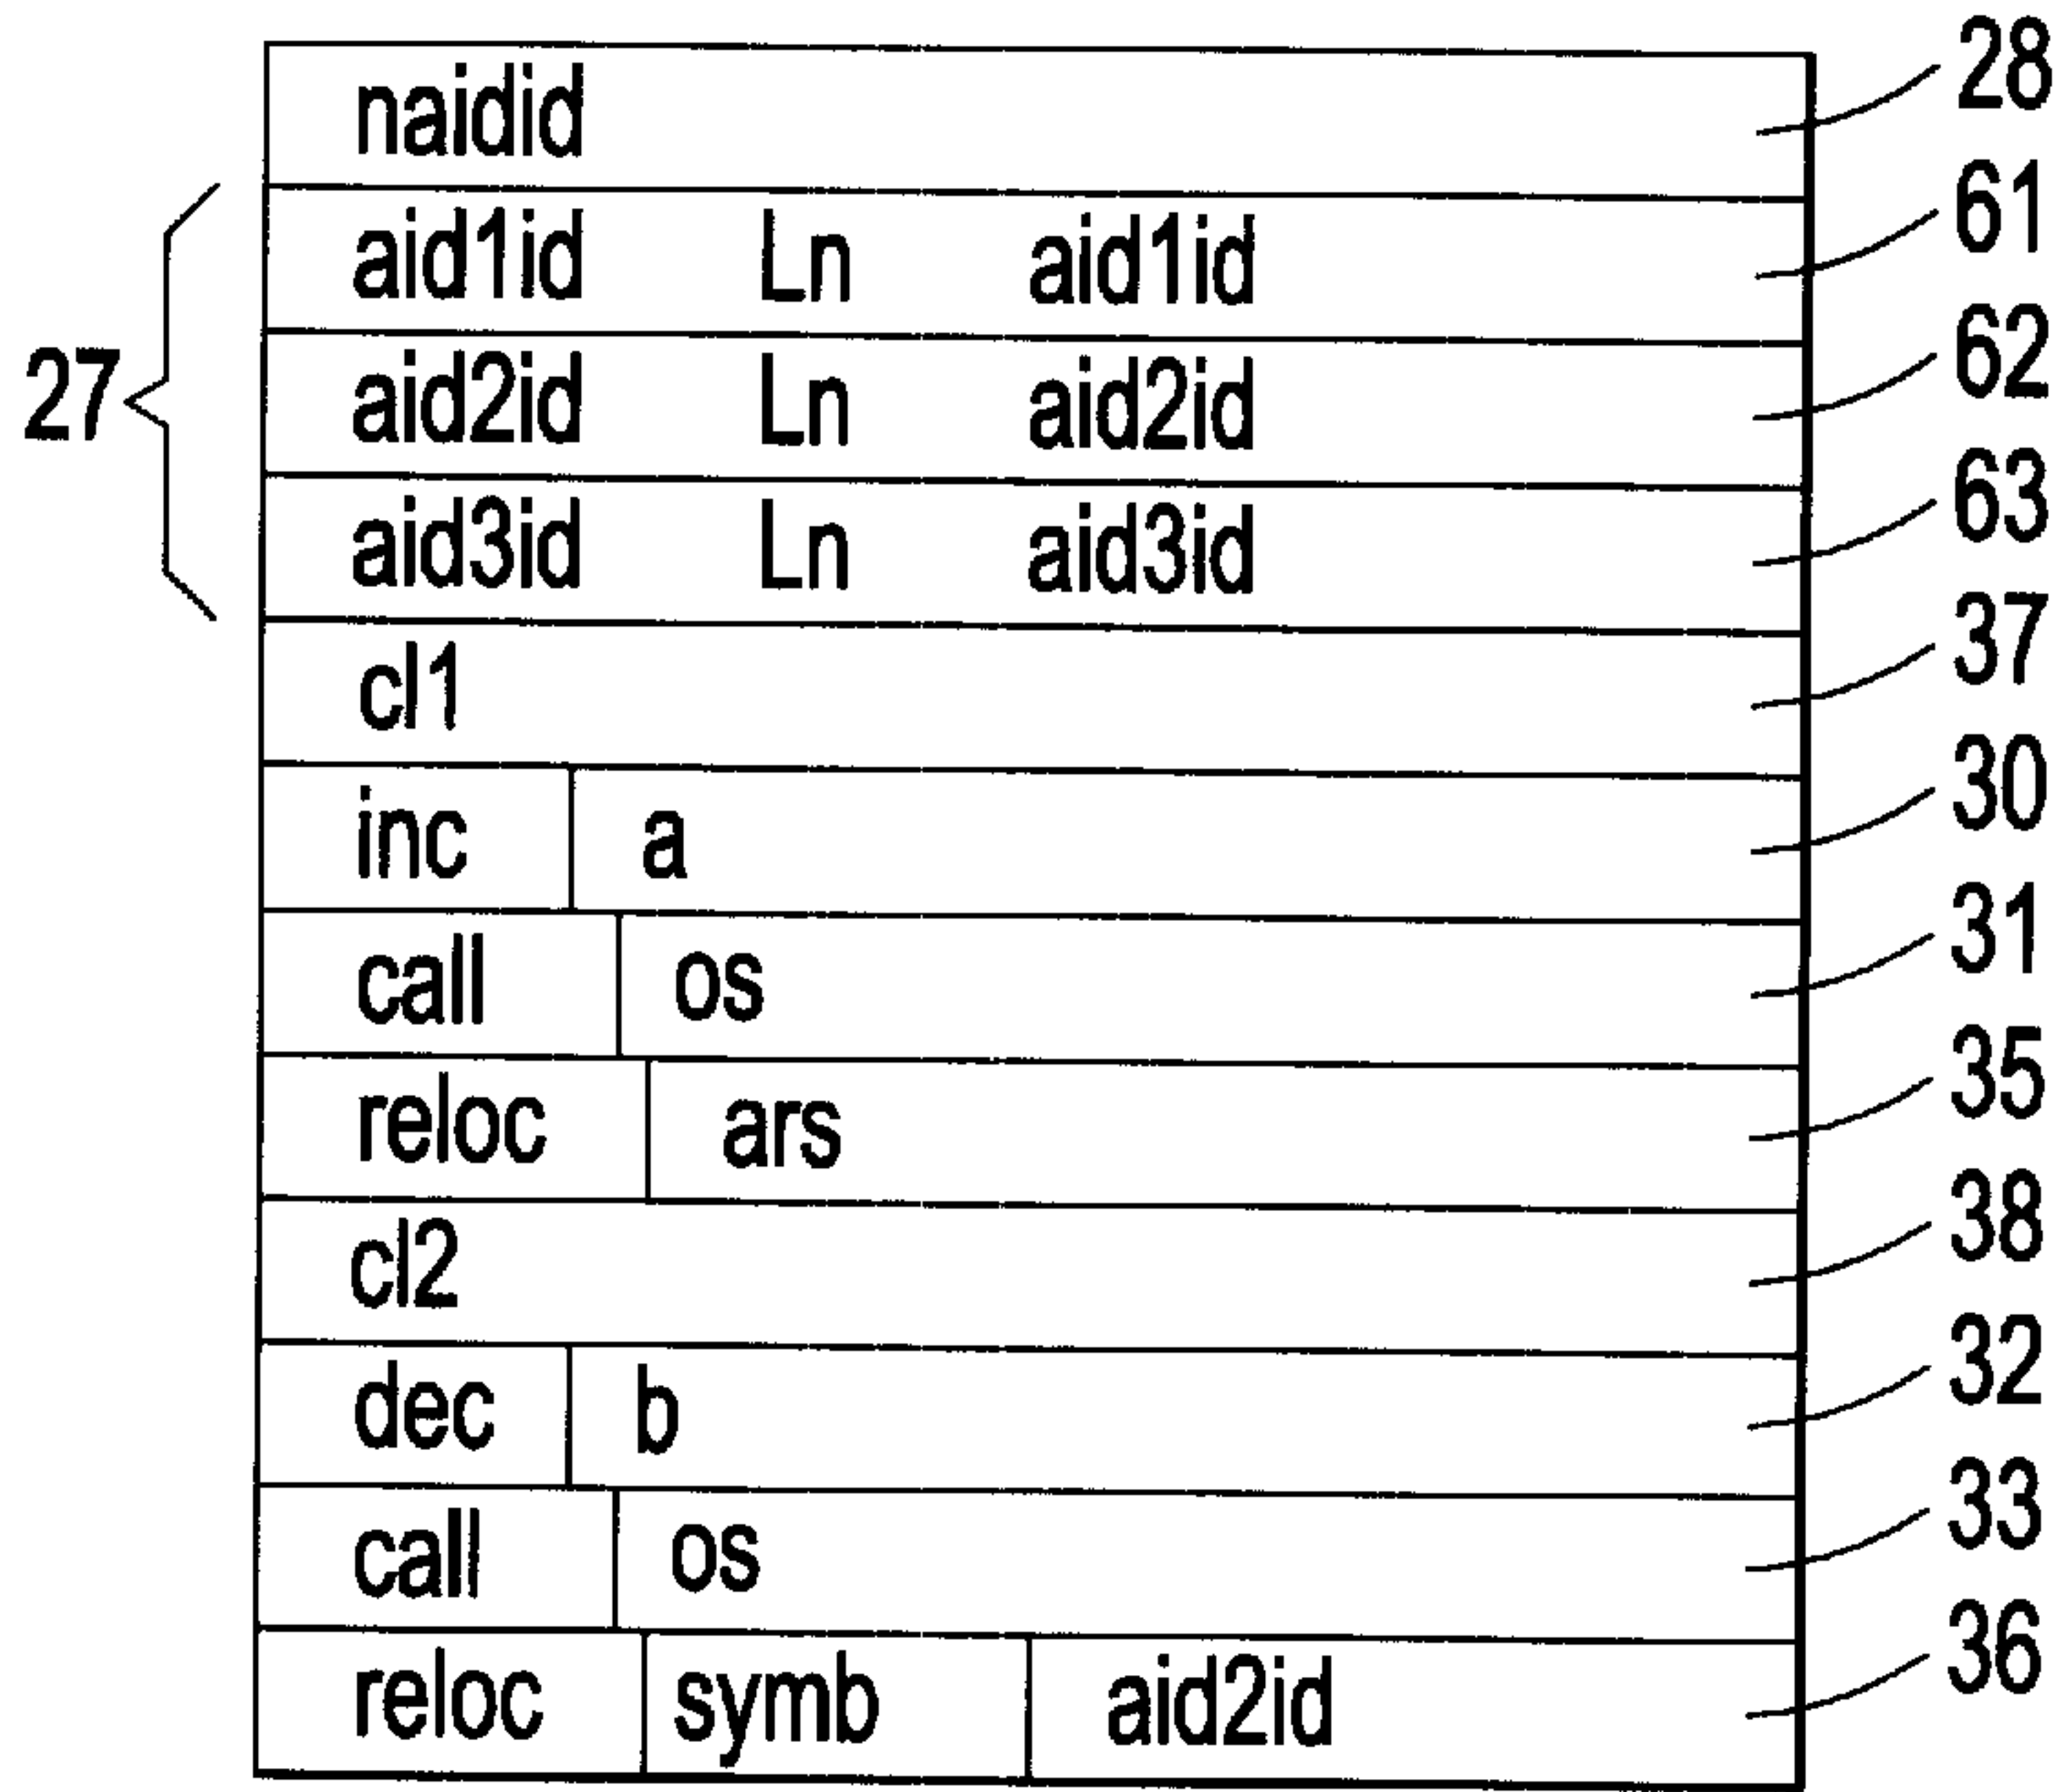 naidid 28
aid1id Ln aid1id 61
aid2id Ln aid2id 62
27
aid3id Ln aid3id 63
cl1 37
inc a 30
call os 31
reloc ars 35
cl2 38
dec b 32
call os 33
reloc symb aid2id 36